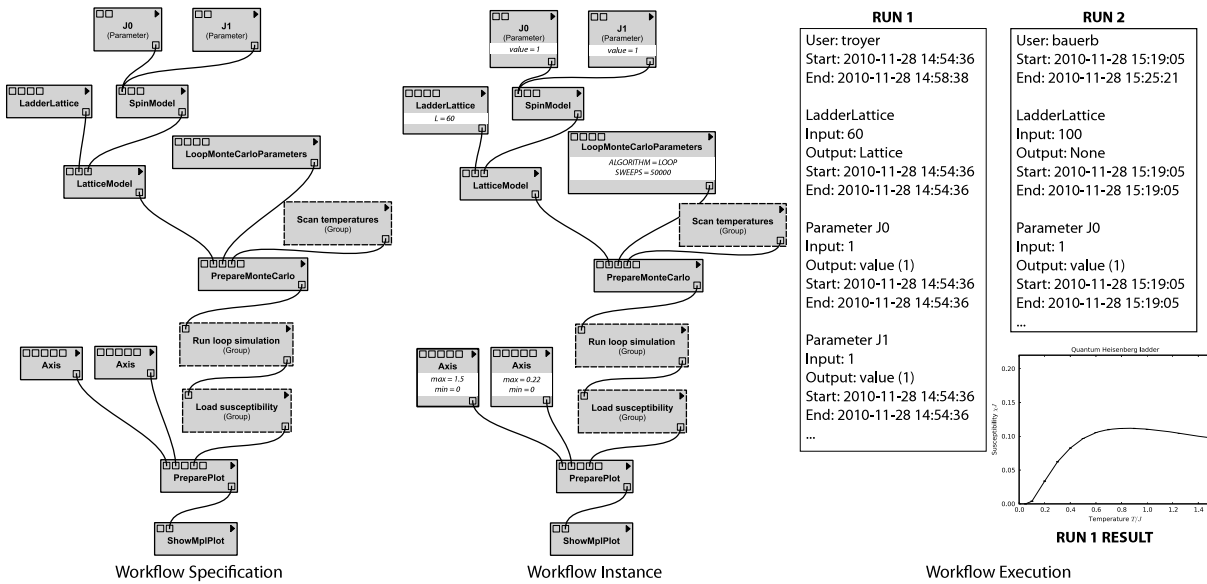 J0
(Parameter)
J1
(Parameter)
LadderLattice
SpinModel
LoopMonteCarloParameters
LatticeModel
Scan temperatures
(Group)
PrepareMonteCarlo
Run loop simulation
(Group)
Axis
Axis
Load susceptibility
(Group)
PreparePlot
ShowMplPlot
Workflow Specification
J0
(Parameter)
value = 1
J1
(Parameter)
value = 1
LadderLattice
L = 60
SpinModel
LoopMonteCarloParameters
ALGORITHM = LOOP
SWEEPS = 50000
LatticeModel
Scan temperatures
(Group)
PrepareMonteCarlo
Run loop simulation
(Group)
Axis
max = 1.5
min = 0
Axis
max = 0.22
min = 0
Load susceptibility
(Group)
PreparePlot
ShowMplPlot
Workflow Instance
RUN 1
User: troyer
Start: 2010-11-28 14:54:36
End: 2010-11-28 14:58:38
LadderLattice
Input: 60
Output: Lattice
Start: 2010-11-28 14:54:36
End: 2010-11-28 14:54:36
Parameter J0
Input: 1
Output: value (1)
Start: 2010-11-28 14:54:36
End: 2010-11-28 14:54:36
Parameter J1
Input: 1
Output: value (1)
Start: 2010-11-28 14:54:36
End: 2010-11-28 14:54:36
...
RUN 2
User: bauerb
Start: 2010-11-28 15:19:05
End: 2010-11-28 15:25:21
LadderLattice
Input: 100
Output: None
Start: 2010-11-28 15:19:05
End: 2010-11-28 15:19:05
Parameter J0
Input: 1
Output: value (1)
Start: 2010-11-28 15:19:05
End: 2010-11-28 15:19:05
...
Quantum Heisenberg ladder
Susceptibility χJ
0.20
0.15
0.10
0.05
0.00
0.0 0.2 0.4 0.6 0.8 1.0 1.2 1.4
Temperature T/J
RUN 1 RESULT
Workflow Execution